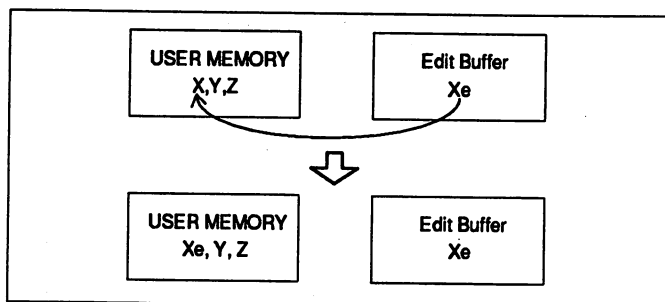 USER MEMORY
X,Y,Z
Edit Buffer
Xe
USER MEMORY
Xe, Y, Z
Edit Buffer
Xe